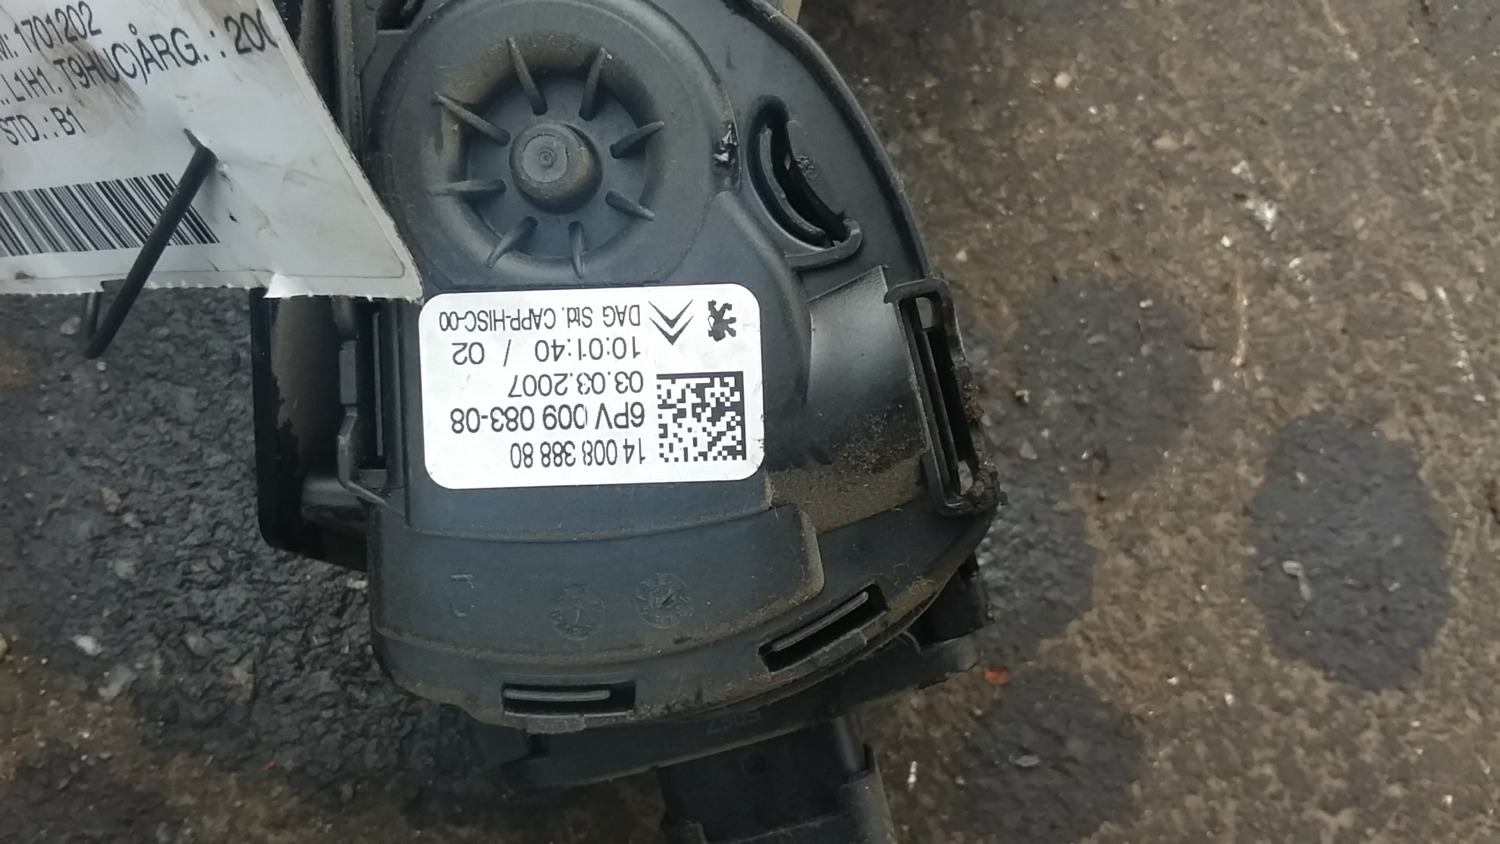 M: 1701202
L1H1. T9HUC) ÅRG. : 200
STD.: B1
14 008 388 80
6PV 009 083-08
03.03.2007
10:01:40 / 02
DAG Std. CAPP-HISC-00